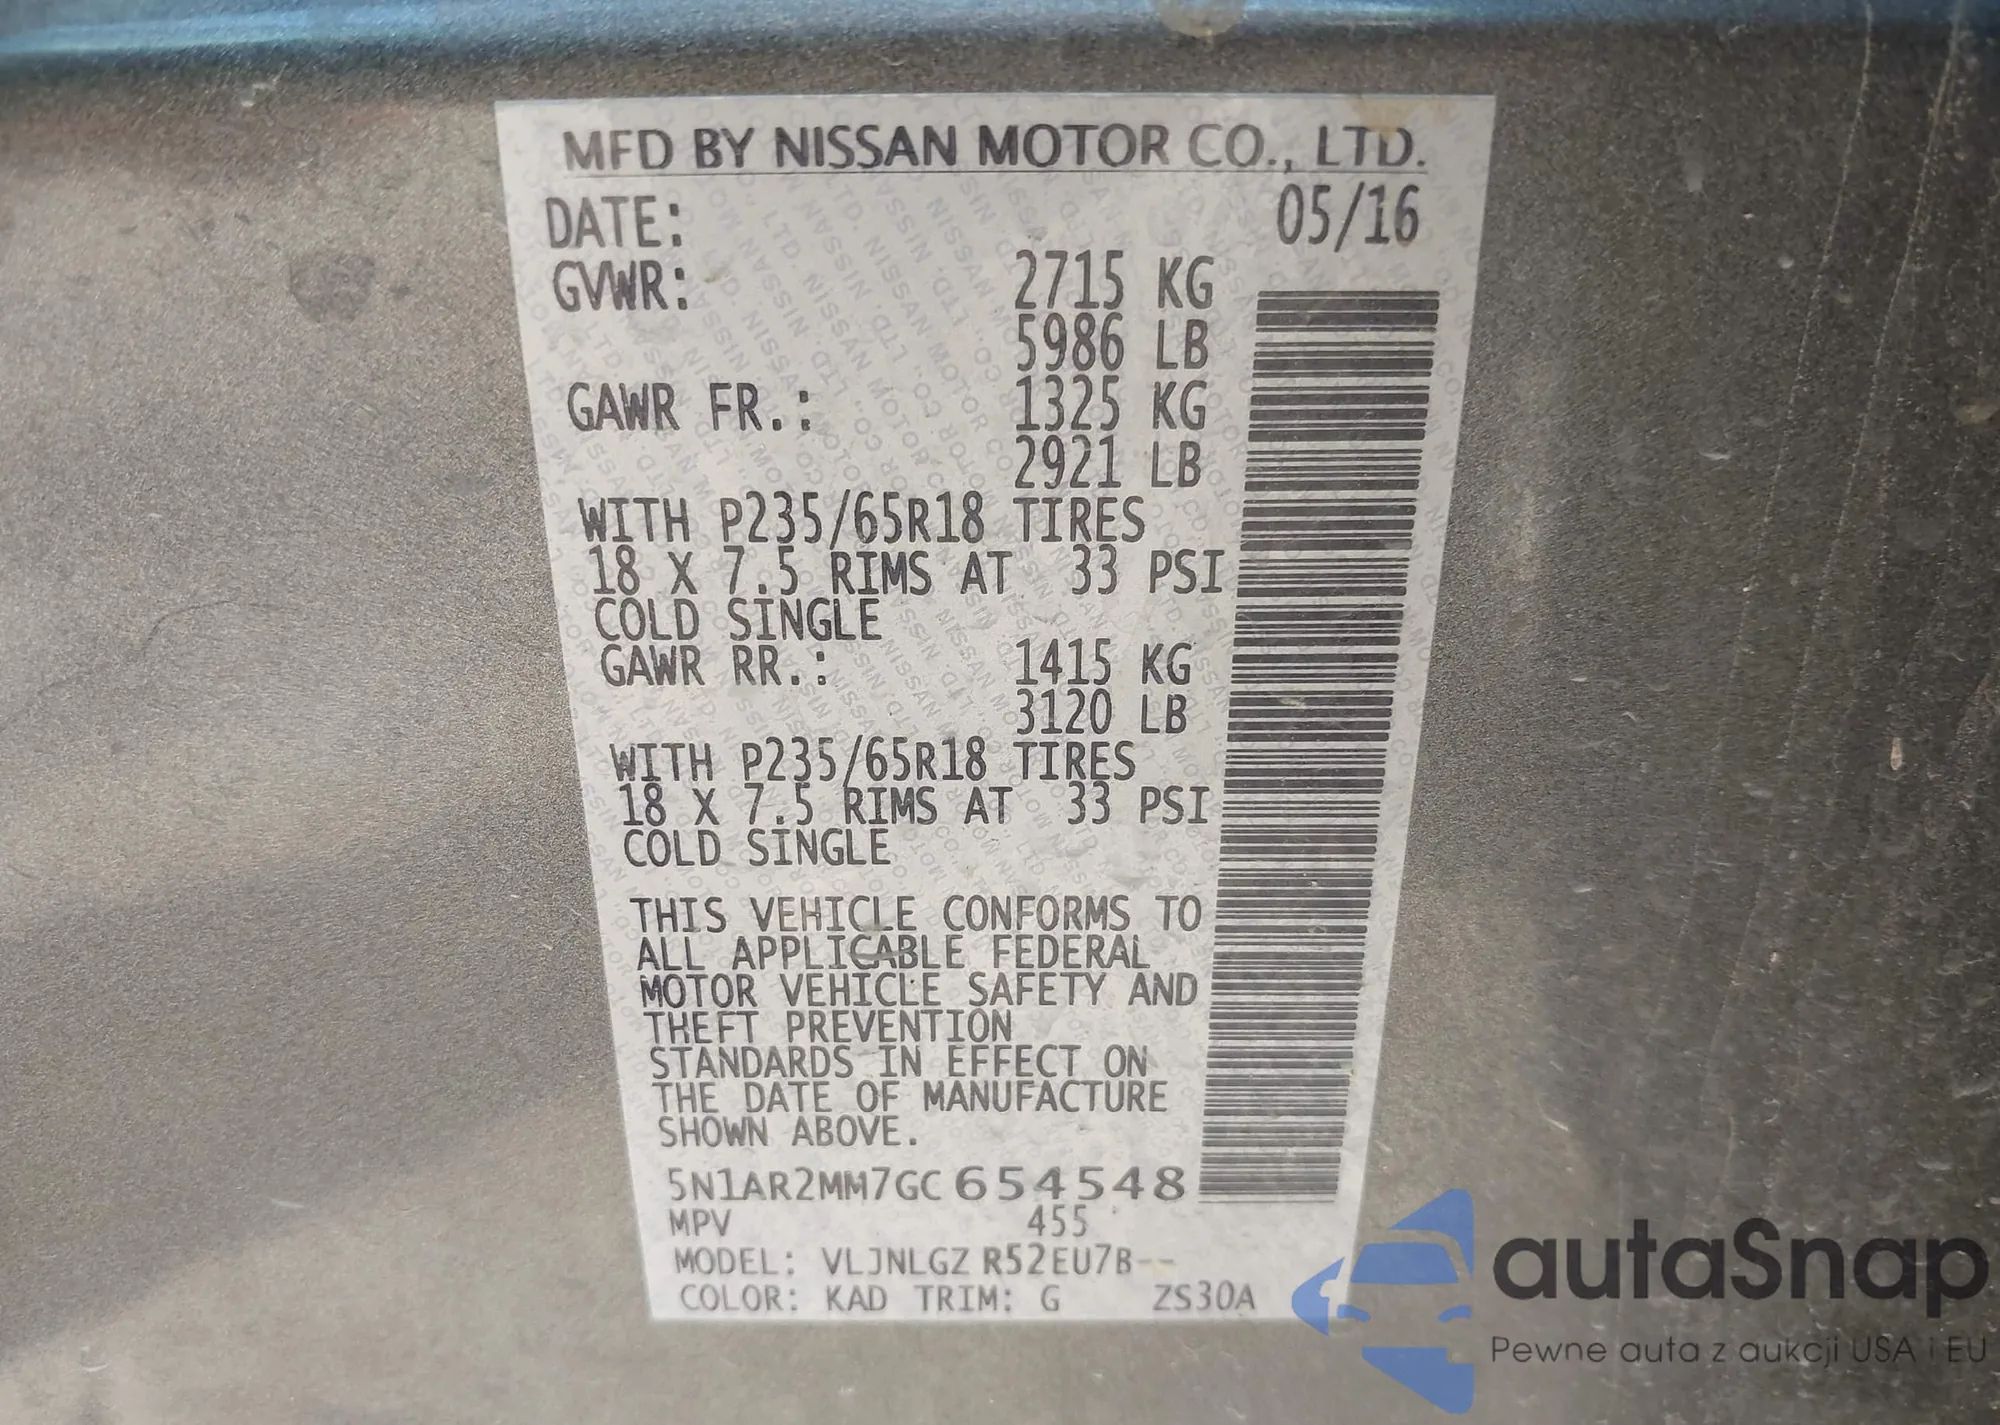 MFD BY NISSAN MOTOR CO., LTD.
DATE: 05/16
GVWR: 2715 KG
5986 LB
GAWR FR.: 1325 KG
2921 LB
WITH P235/65R18 TIRES
18 X 7.5 RIMS AT 33 PSI
COLD SINGLE
GAWR RR.: 1415 KG
3120 LB
WITH P235/65R18 TIRES
18 X 7.5 RIMS AT 33 PSI
COLD SINGLE
THIS VEHICLE CONFORMS TO
ALL APPLICABLE FEDERAL
MOTOR VEHICLE SAFETY AND
THEFT PREVENTION
STANDARDS IN EFFECT ON
THE DATE OF MANUFACTURE
SHOWN ABOVE.
5N1AR2MM7GC654548
MPV 455
MODEL: VLJNLGZ R52EU7B--
COLOR: KAD TRIM: G ZS30A
autaSnap
Pewne auta z aukcji USA i EU